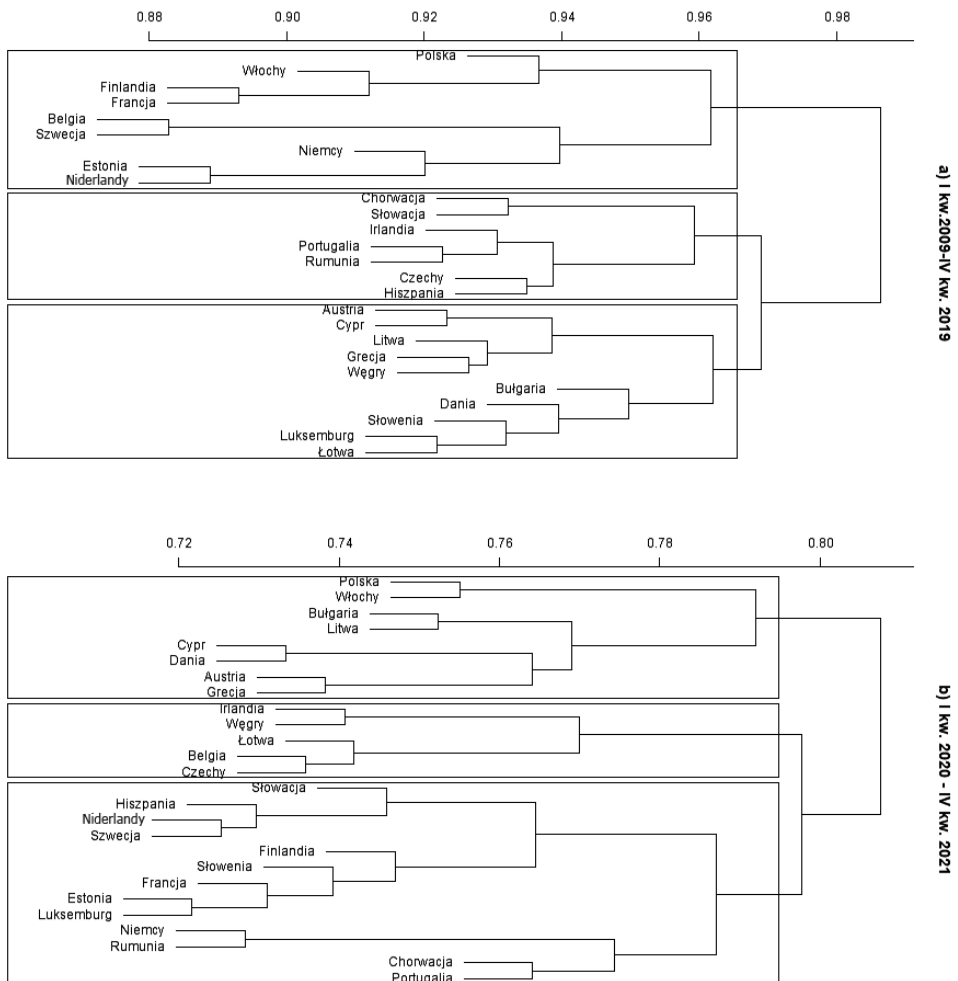 0.88 0.90 0.92 0.94 0.96 0.98
Polska
Włochy
Finlandia
Francja
Belgia
Szwecja
Niemcy
Estonia
Niderlandy
Chorwacja
Słowacja
Irlandia
Portugalia
Rumunia
Czechy
Hiszpania
Austria
Cypr
Litwa
Grecja
Węgry
Bułgaria
Dania
Słowenia
Luksemburg
Łotwa
a) I kw.2009-IV kw. 2019
0.72 0.74 0.76 0.78 0.80
Polska
Włochy
Bułgaria
Litwa
Cypr
Dania
Austria
Grecja
Irlandia
Węgry
Łotwa
Belgia
Czechy
Słowacja
Hiszpania
Niderlandy
Szwecja
Finlandia
Słowenia
Francja
Estonia
Luksemburg
Niemcy
Rumunia
Chorwacja
Portugalia
b) I kw. 2020 - IV kw. 2021